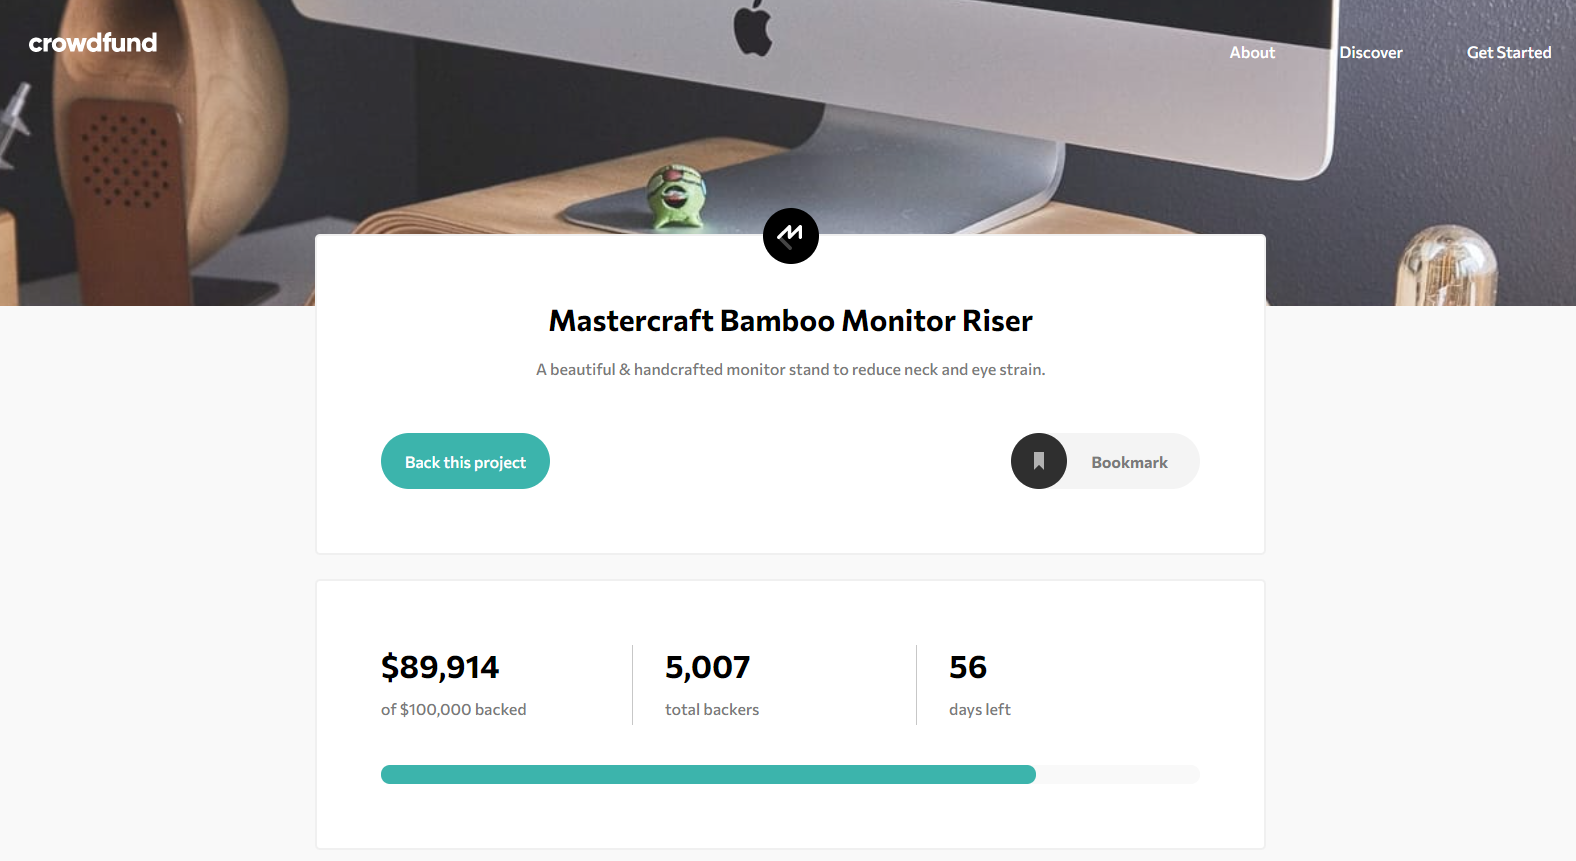 crowdfund
About Discover Get Started
Mastercraft Bamboo Monitor Riser
A beautiful & handcrafted monitor stand to reduce neck and eye strain.
Back this project
Bookmark
$89,914
of $100,000 backed
5,007
total backers
56
days left